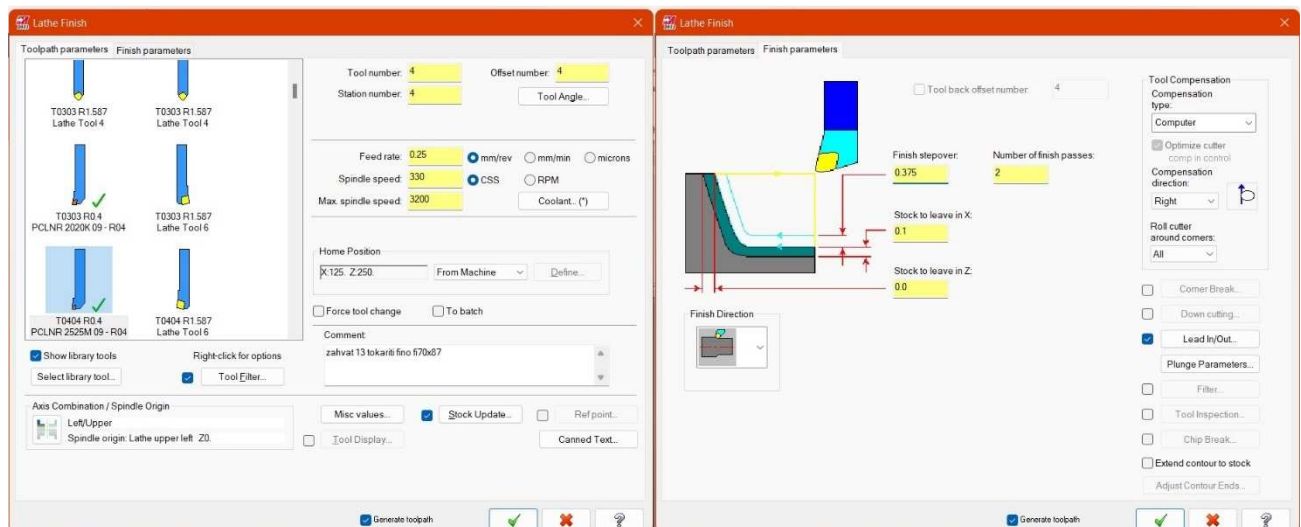 Lathe Finish
Toolpath parameters Finish parameters
T0303 R1.587
Lathe Tool 4
T0303 R1.587
Lathe Tool 4
T0303 R0.4
PCLNR 2020K 09 - R04
T0303 R1.587
Lathe Tool 6
T0404 R0.4
PCLNR 2525M 09 - R04
T0404 R1.587
Lathe Tool 6
Show library tools
Right-click for options
Select library tool...
Tool Filter...
Axis Combination / Spindle Origin
Left/Upper
Spindle origin: Lathe upper left Z0.
Tool number: 4
Offset number: 4
Station number: 4
Tool Angle...
Feed rate: 0.25 mm/rev mm/min microns
Spindle speed: 330 CSS RPM
Max. spindle speed: 3200 Coolant.. (*)
Home Position
X:125. Z:250. From Machine Define...
Force tool change To batch
Comment
zahvat 13 tokariti fino fi70x87
Misc values... Stock Update... Ref point...
Tool Display... Canned Text...
Generate toolpath
Lathe Finish
Toolpath parameters Finish parameters
Tool back offset number: 4
Finish stepover: 0.375
Number of finish passes: 2
Stock to leave in X: 0.1
Stock to leave in Z: 0.0
Finish Direction
Tool Compensation
Compensation
type:
Computer
Optimize cutter
comp in control
Compensation
direction:
Right
Roll cutter
around corners:
All
Corner Break...
Down cutting...
Lead In/Out...
Plunge Parameters...
Filter...
Tool Inspection...
Chip Break...
Extend contour to stock
Adjust Contour Ends...
Generate toolpath